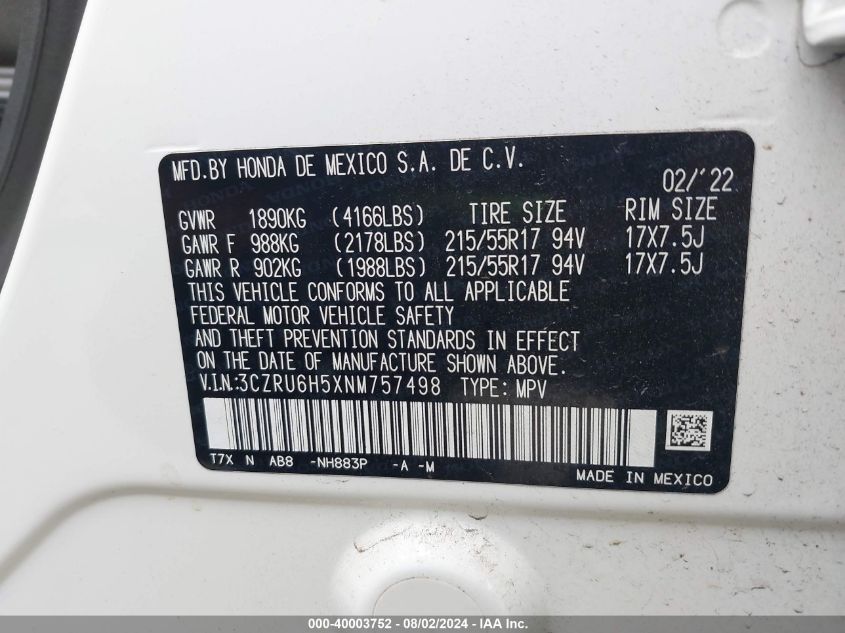 MFD.BY HONDA DE MEXICO S.A. DE C.V.
02/'22
GVWR 1890KG (4166LBS) TIRE SIZE RIM SIZE
GAWR F 988KG (2178LBS) 215/55R17 94V 17X7.5J
GAWR R 902KG (1988LBS) 215/55R17 94V 17X7.5J
THIS VEHICLE CONFORMS TO ALL APPLICABLE
FEDERAL MOTOR VEHICLE SAFETY
AND THEFT PREVENTION STANDARDS IN EFFECT
ON THE DATE OF MANUFACTURE SHOWN ABOVE.
V.I.N:3CZRU6H5XNM757498 TYPE: MPV
T7X N AB8 -NH883P -A -M
MADE IN MEXICO
000-40003752 - 08/02/2024 - IAA Inc.